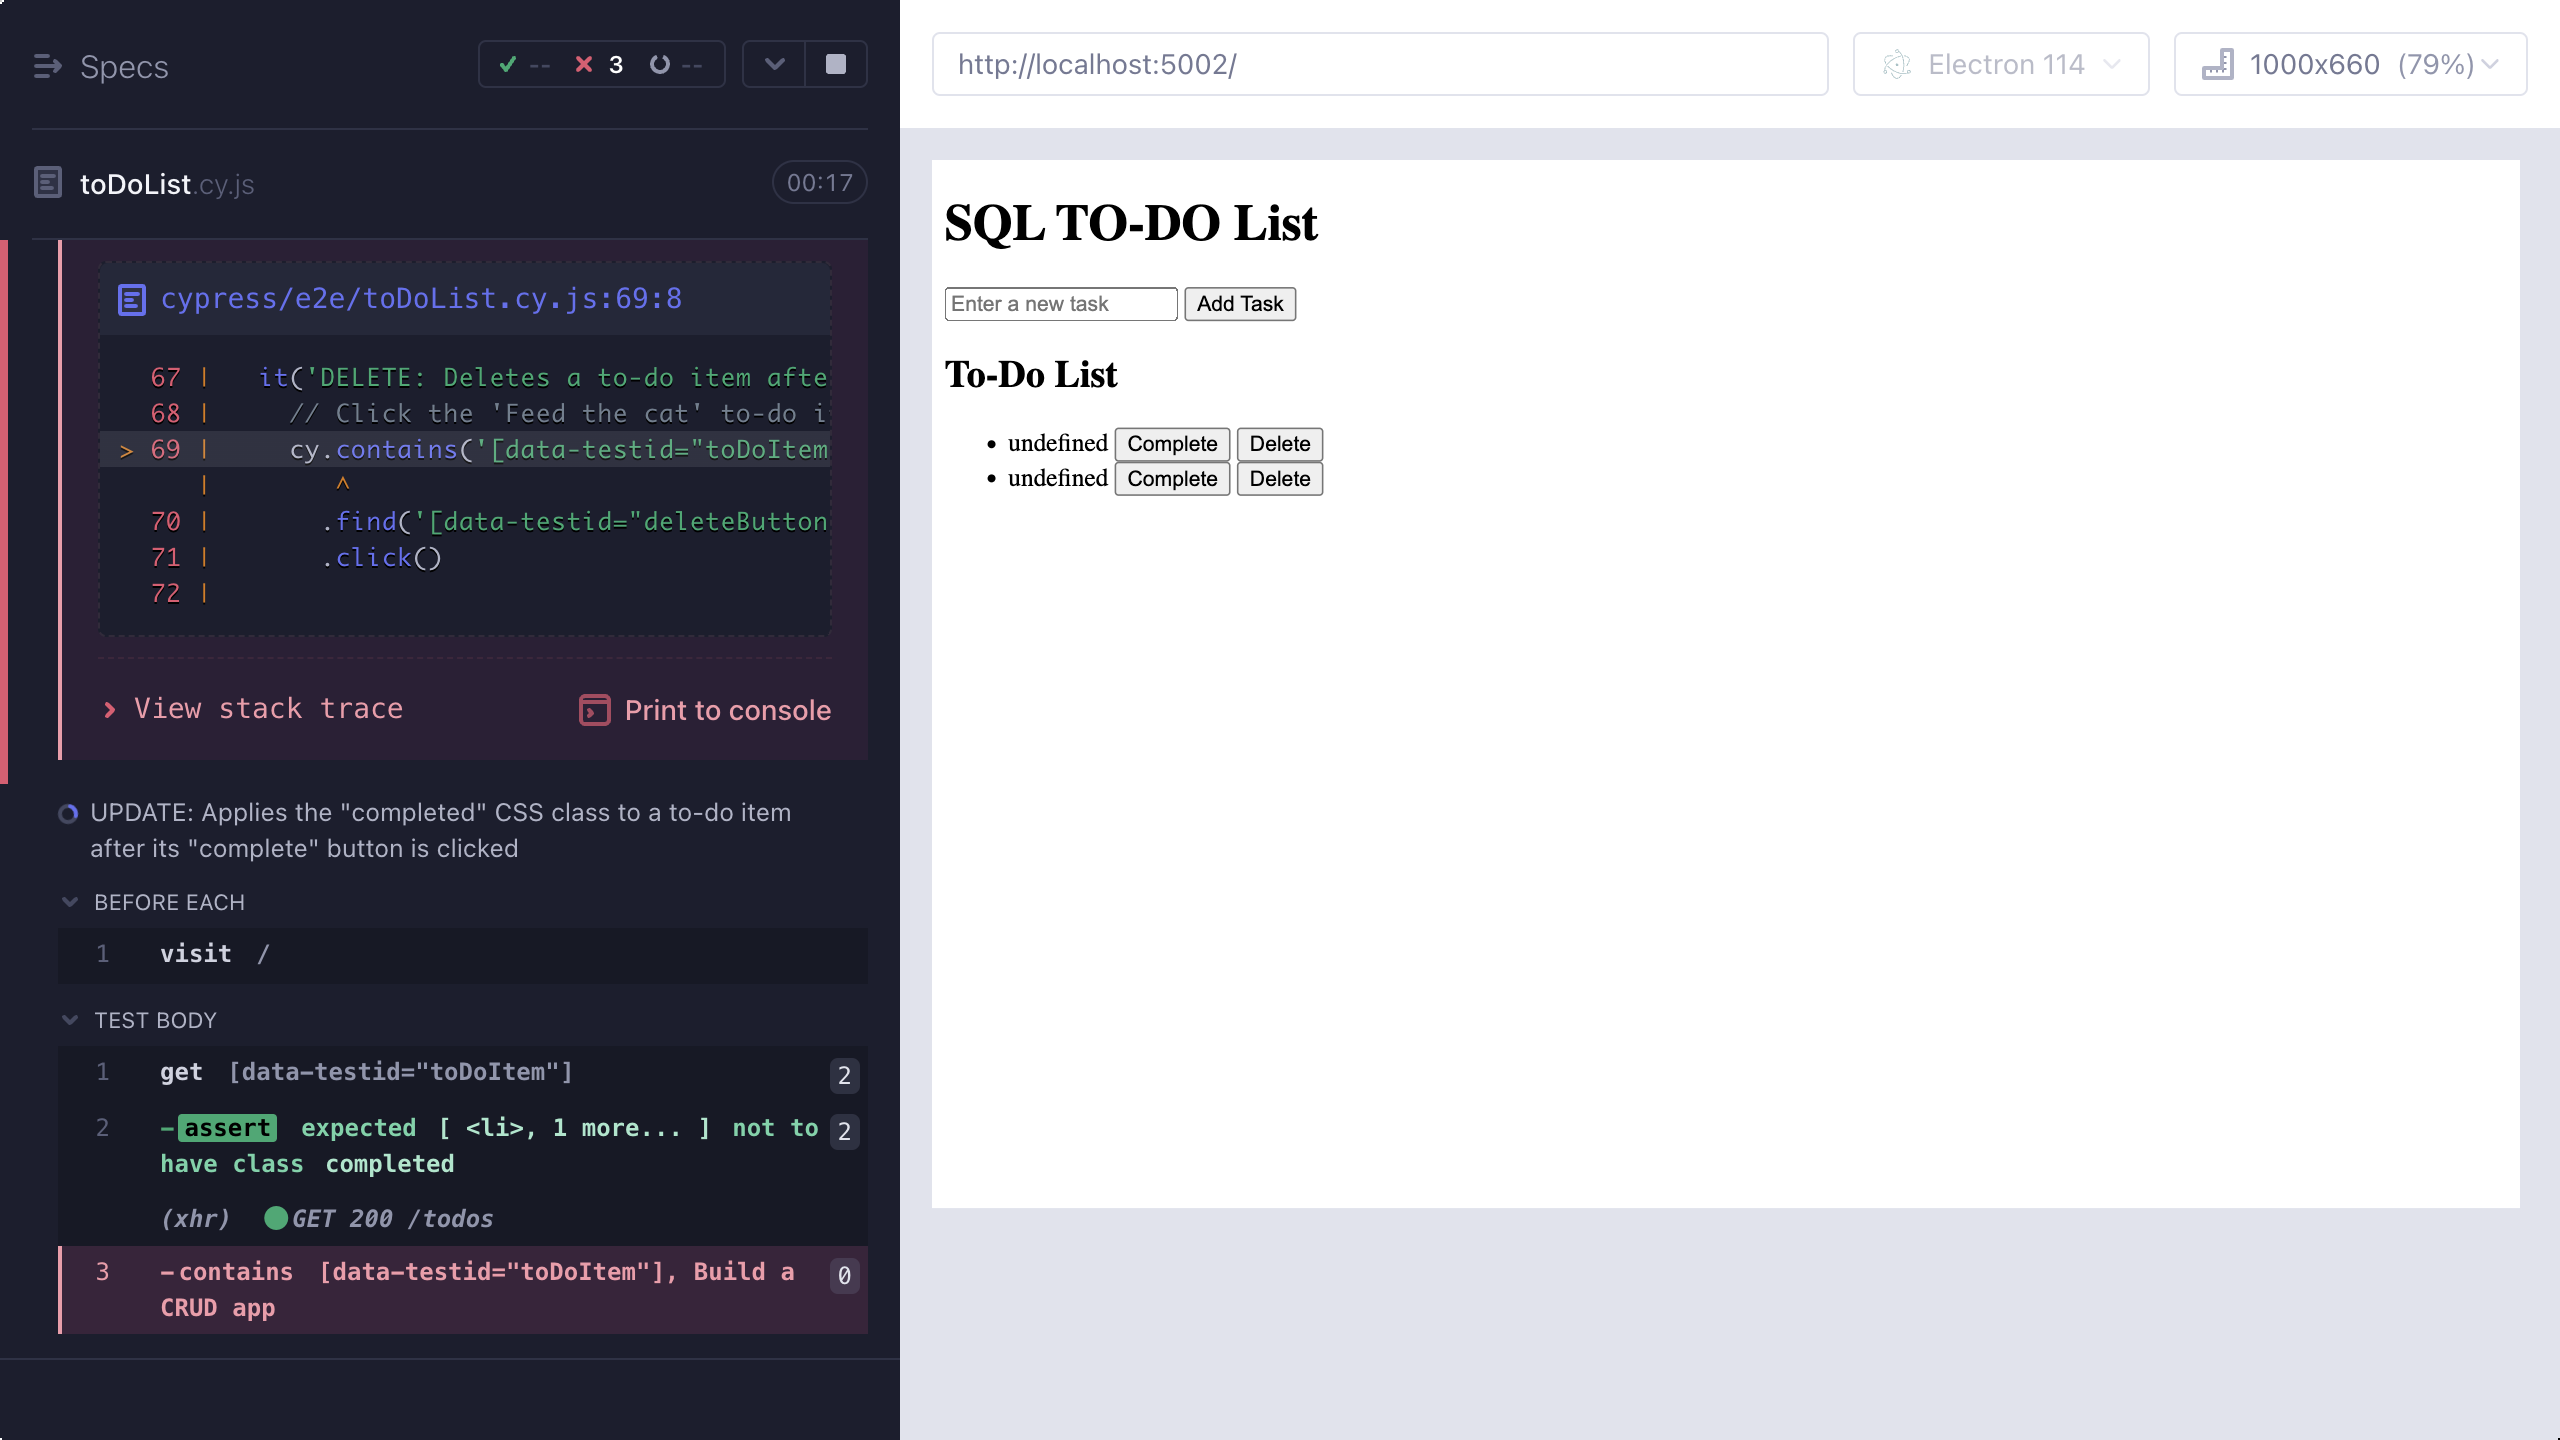 Specs
-- 3 --
toDoList.cy.js
00:17
cypress/e2e/toDoList.cy.js:69:8
67 | it('DELETE: Deletes a to-do item afte
68 | // Click the 'Feed the cat' to-do i
> 69 | cy.contains('[data-testid="toDoItem
| ^
70 | .find('[data-testid="deleteButton
71 | .click()
72 |
View stack trace
Print to console
UPDATE: Applies the "completed" CSS class to a to-do item
after its "complete" button is clicked
BEFORE EACH
1 visit /
TEST BODY
1 get [data-testid="toDoItem"] 2
2 -assert expected [ <li>, 1 more... ] not to 2
have class completed
(xhr) GET 200 /todos
3 -contains [data-testid="toDoItem"], Build a 0
CRUD app
http://localhost:5002/
Electron 114
1000x660 (79%)
SQL TO-DO List
Enter a new task Add Task
To-Do List
• undefined Complete Delete
• undefined Complete Delete